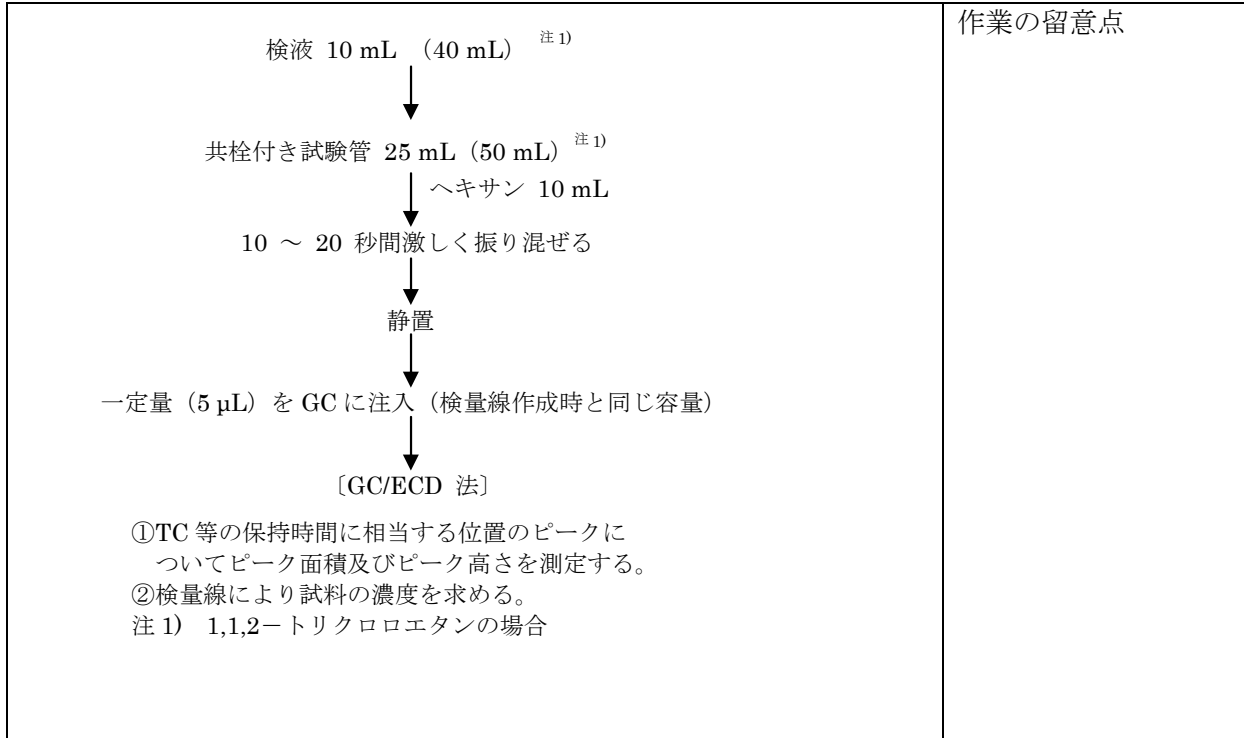 検液 10 mL （40 mL） 注1)
共栓付き試験管 25 mL（50 mL）注1)
ヘキサン 10 mL
10 ～ 20 秒間激しく振り混ぜる
静置
一定量（5 μL）を GC に注入（検量線作成時と同じ容量）
〔GC/ECD 法〕
①TC 等の保持時間に相当する位置のピークに
ついてピーク面積及びピーク高さを測定する。
②検量線により試料の濃度を求める。
注 1) 1,1,2－トリクロロエタンの場合
作業の留意点